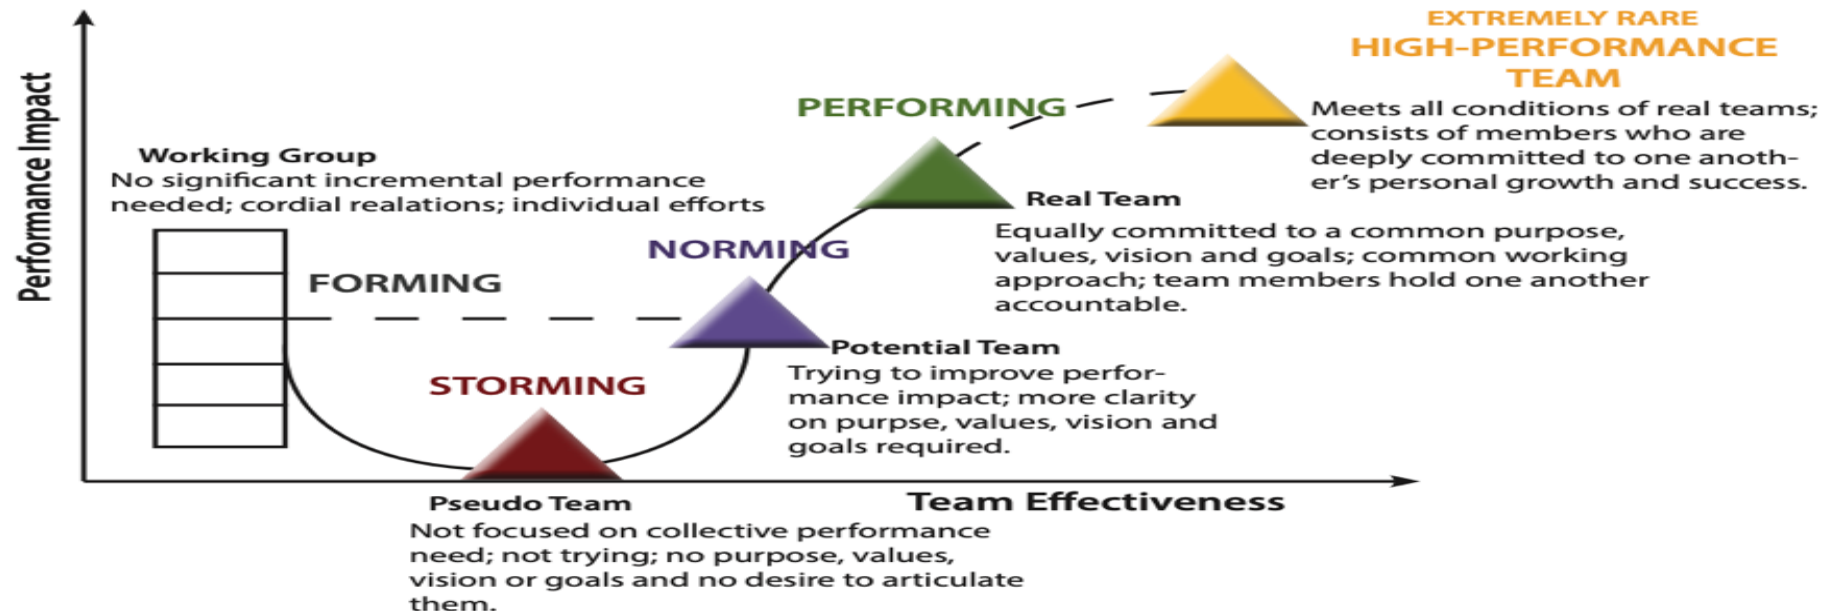 EXTREMELY RARE
HIGH-PERFORMANCE
TEAM
Meets all conditions of real teams;
consists of members who are
deeply committed to one anoth-
er's personal growth and success.
PERFORMING
Real Team
Equally committed to a common purpose,
values, vision and goals; common working
approach; team members hold one another
accountable.
Performance Impact
Working Group
No significant incremental performance
needed; cordial realations; individual efforts
NORMING
FORMING
Potential Team
Trying to improve perfor-
mance impact; more clarity
on purpse, values, vision and
goals required.
STORMING
Pseudo Team
Not focused on collective performance
need; not trying; no purpose, values,
vision or goals and no desire to articulate
them.
Team Effectiveness